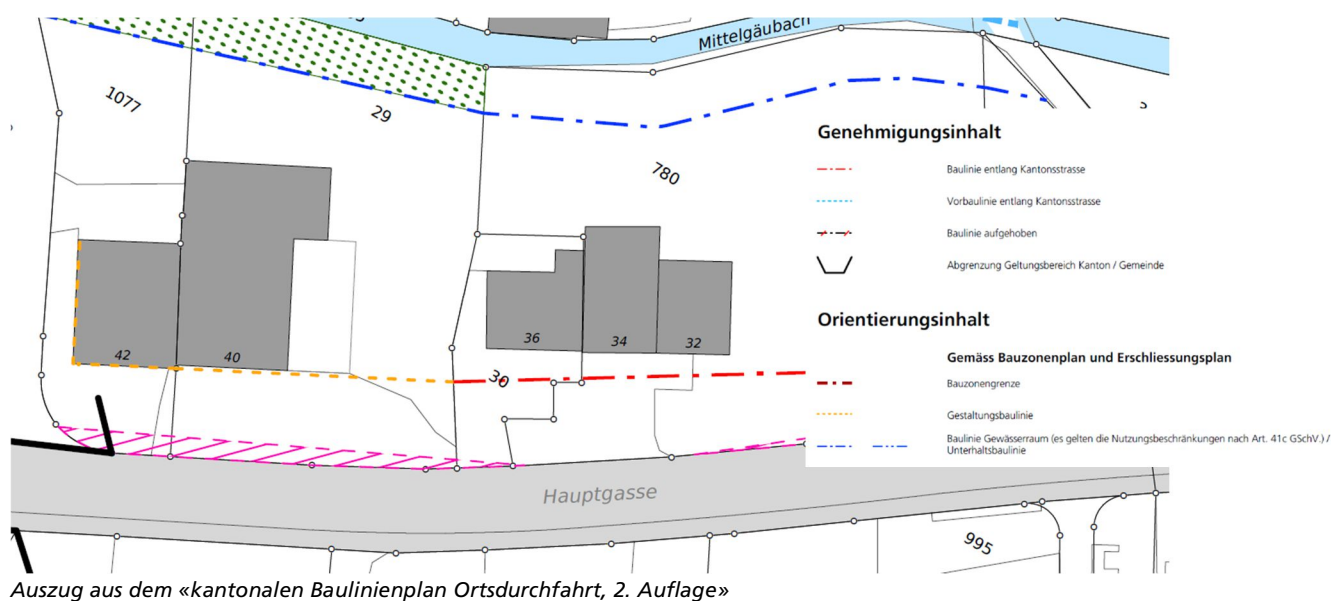 Mittelgäubach
1077
29
780
Genehmigungsinhalt
Baulinie entlang Kantonsstrasse
Vorbaulinie entlang Kantonsstrasse
Baulinie aufgehoben
Abgrenzung Geltungsbereich Kanton / Gemeinde
Orientierungsinhalt
Gemäss Bauzonenplan und Erschliessungsplan
Bauzonengrenze
Gestaltungsbaulinie
Baulinie Gewässerraum (es gelten die Nutzungsbeschränkungen nach Art. 41c GSchV.) /
Unterhaltsbaulinie
42
40
36
34
32
30
Hauptgasse
995
Auszug aus dem «kantonalen Baulinienplan Ortsdurchfahrt, 2. Auflage»